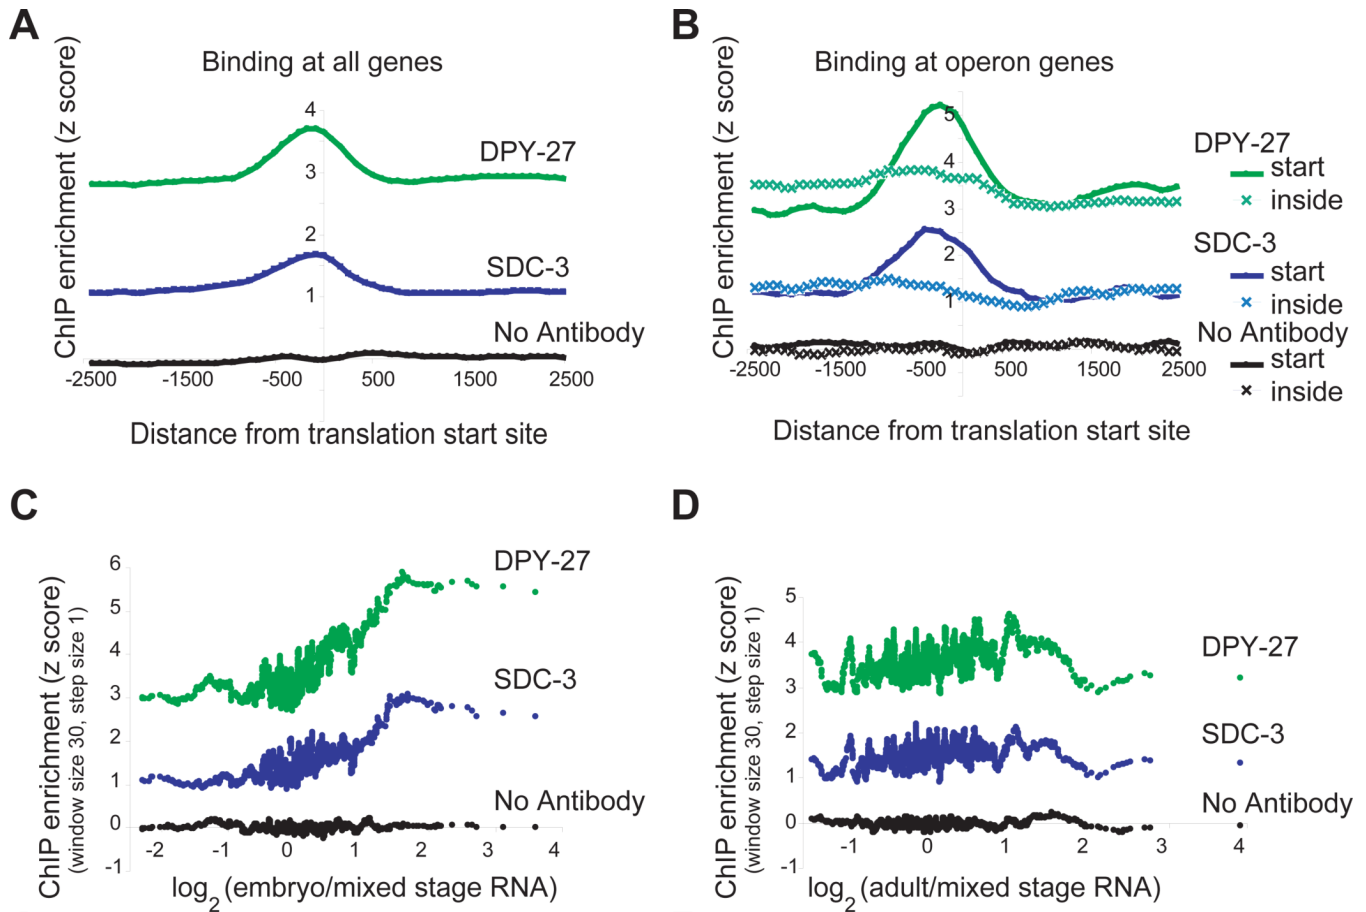 A
Binding at all genes
ChIP enrichment (z score)
4
3
2
1
DPY-27
SDC-3
No Antibody
-2500 -1500 -500 500 1500 2500
Distance from translation start site
B
Binding at operon genes
ChIP enrichment (z score)
5
4
3
2
1
DPY-27
start
inside
SDC-3
start
inside
No Antibody
start
inside
-2500 -1500 -500 500 1500 2500
Distance from translation start site
C
ChIP enrichment (z score)
(window size 30, step size 1)
6
5
4
3
2
1
0
-1
DPY-27
SDC-3
No Antibody
-2 -1 0 1 2 3 4
log2 (embryo/mixed stage RNA)
D
ChIP enrichment (z score)
(window size 30, step size 1)
5
4
3
2
1
0
-1
DPY-27
SDC-3
No Antibody
-1 0 1 2 3 4
log2 (adult/mixed stage RNA)